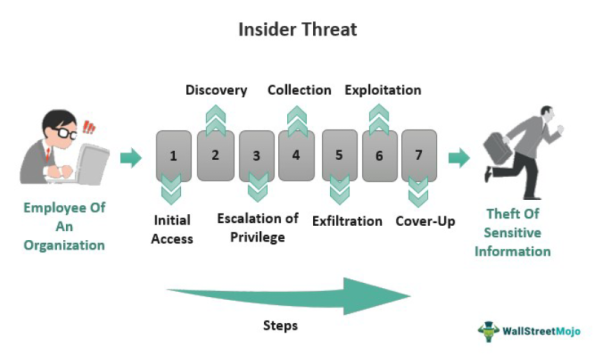 Insider Threat
Discovery
Collection
Exploitation
!!!
1
2
3
4
5
6
7
Employee Of
An
Organization
Initial
Access
Escalation of
Privilege
Exfiltration
Cover-Up
Theft Of
Sensitive
Information
Steps
WallStreetMojo